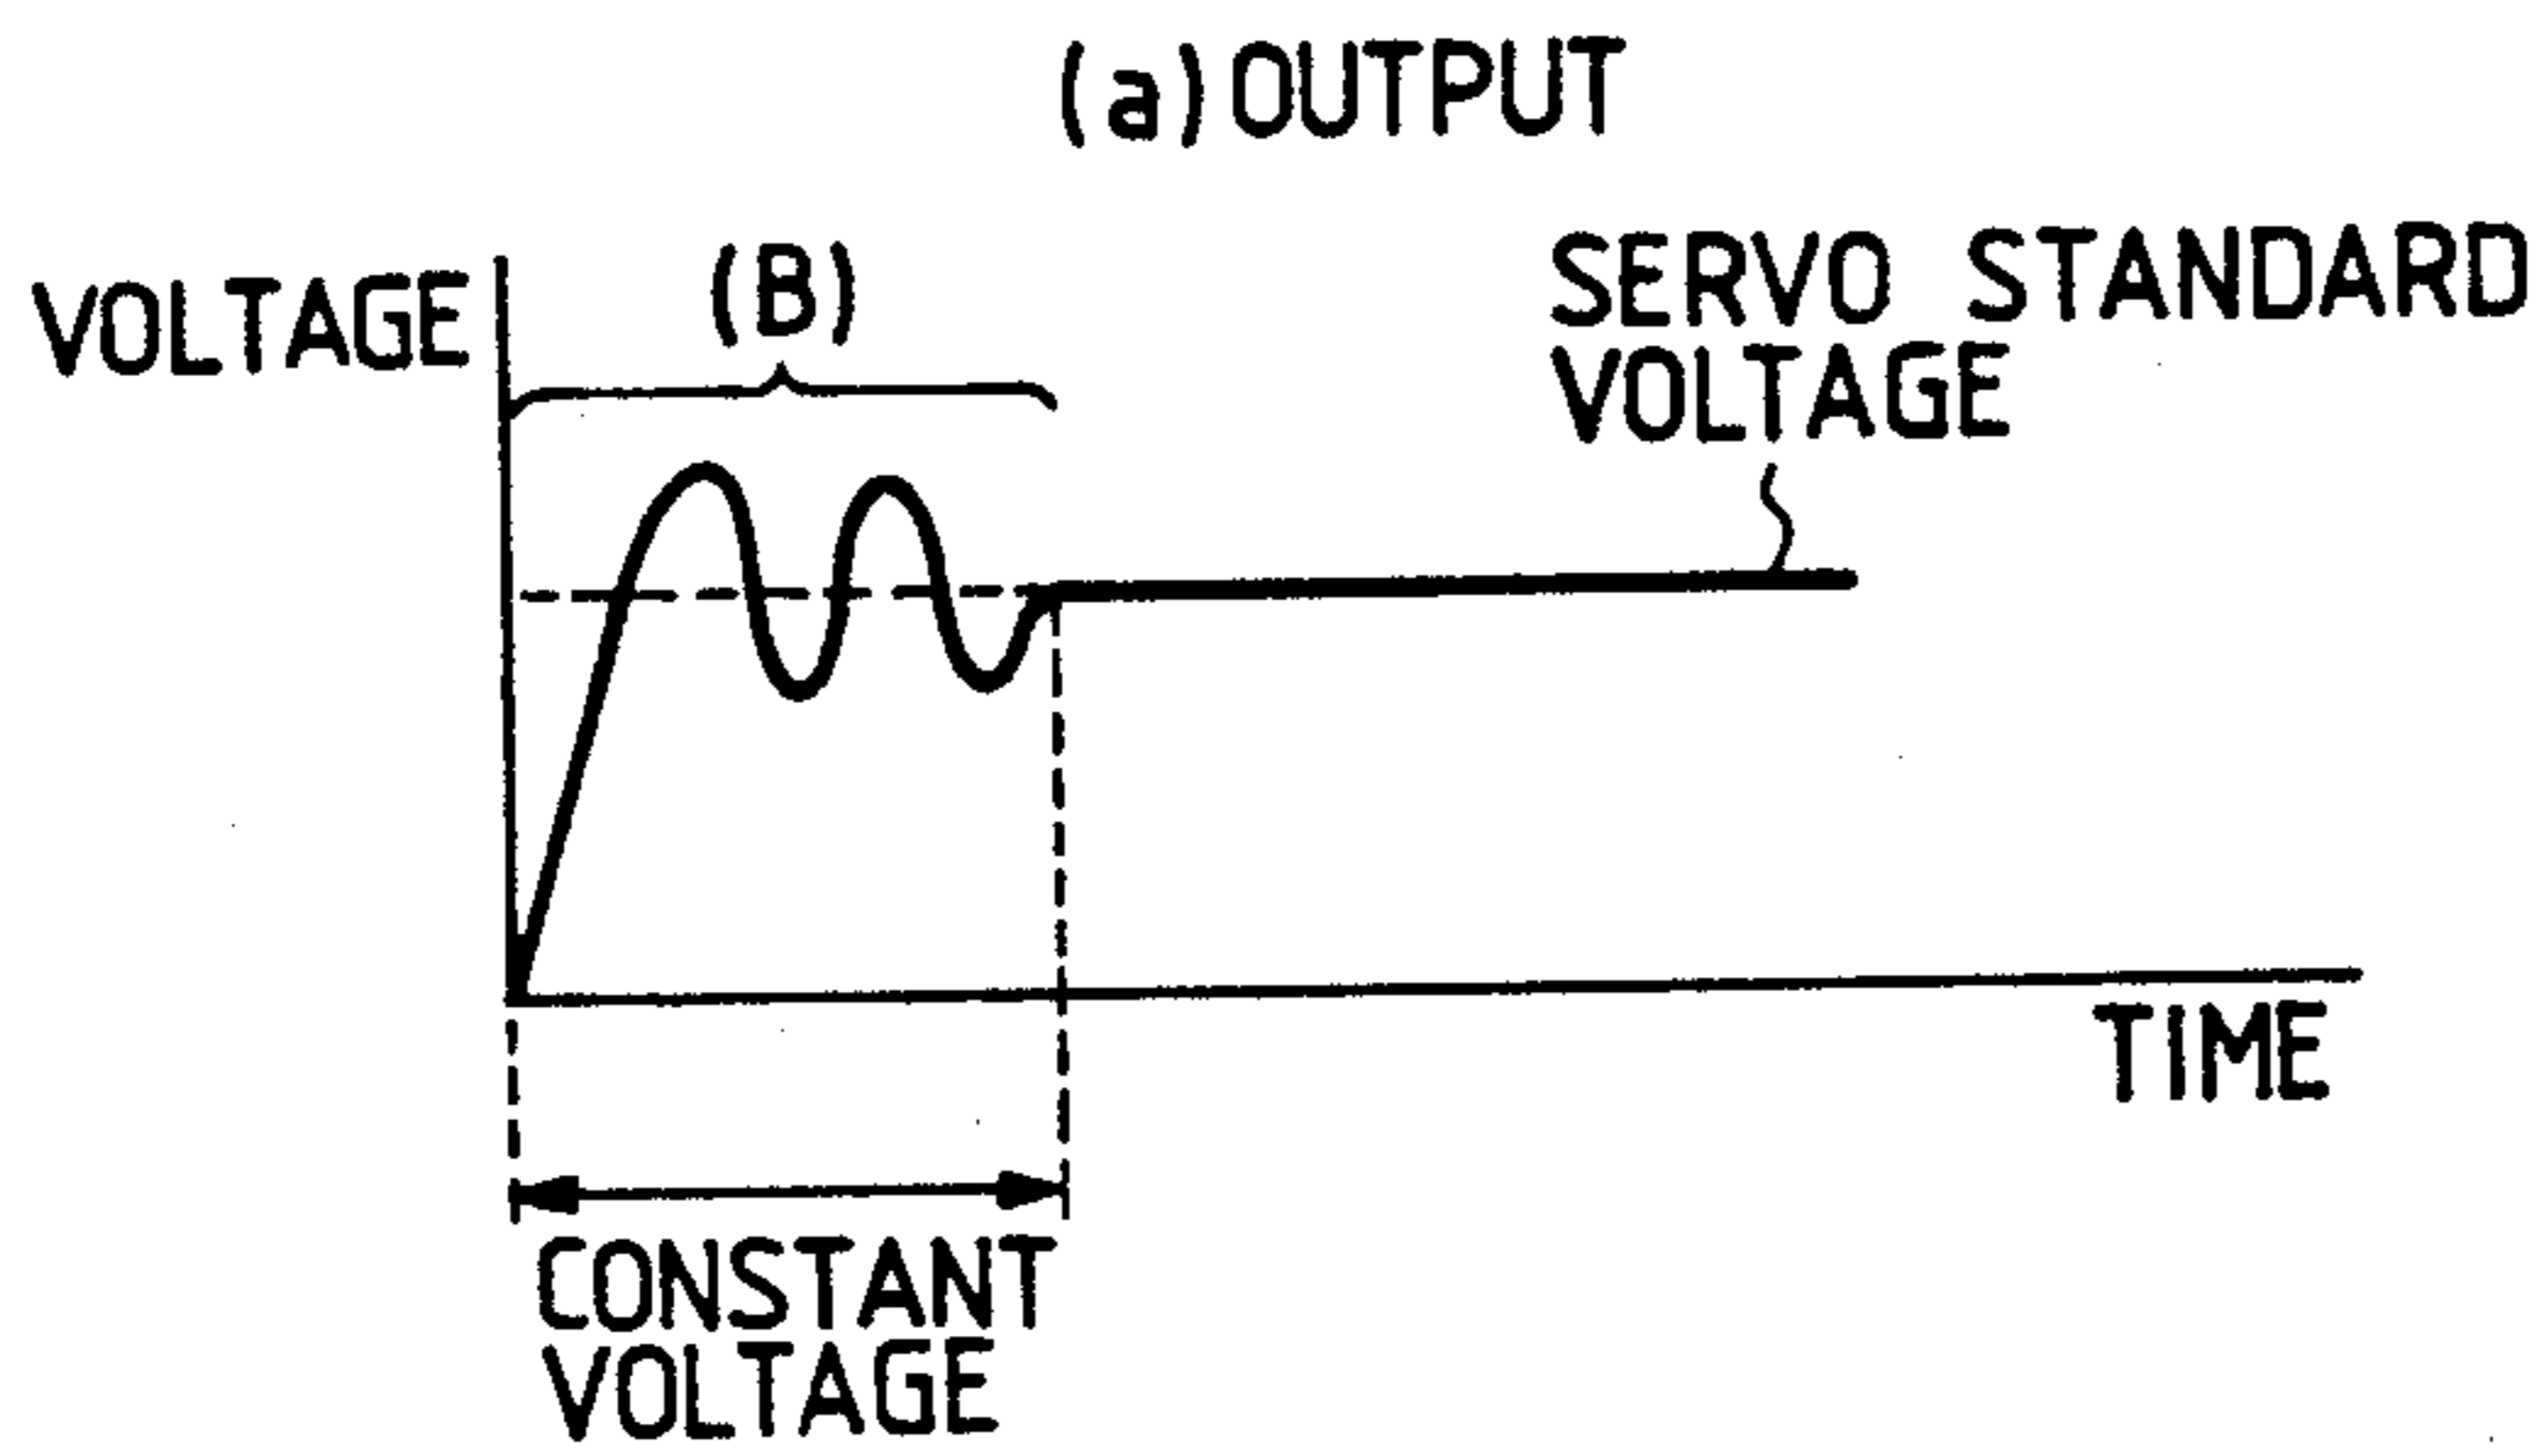 (a) OUTPUT
VOLTAGE
(B)
SERVO STANDARD
VOLTAGE
TIME
CONSTANT
VOLTAGE